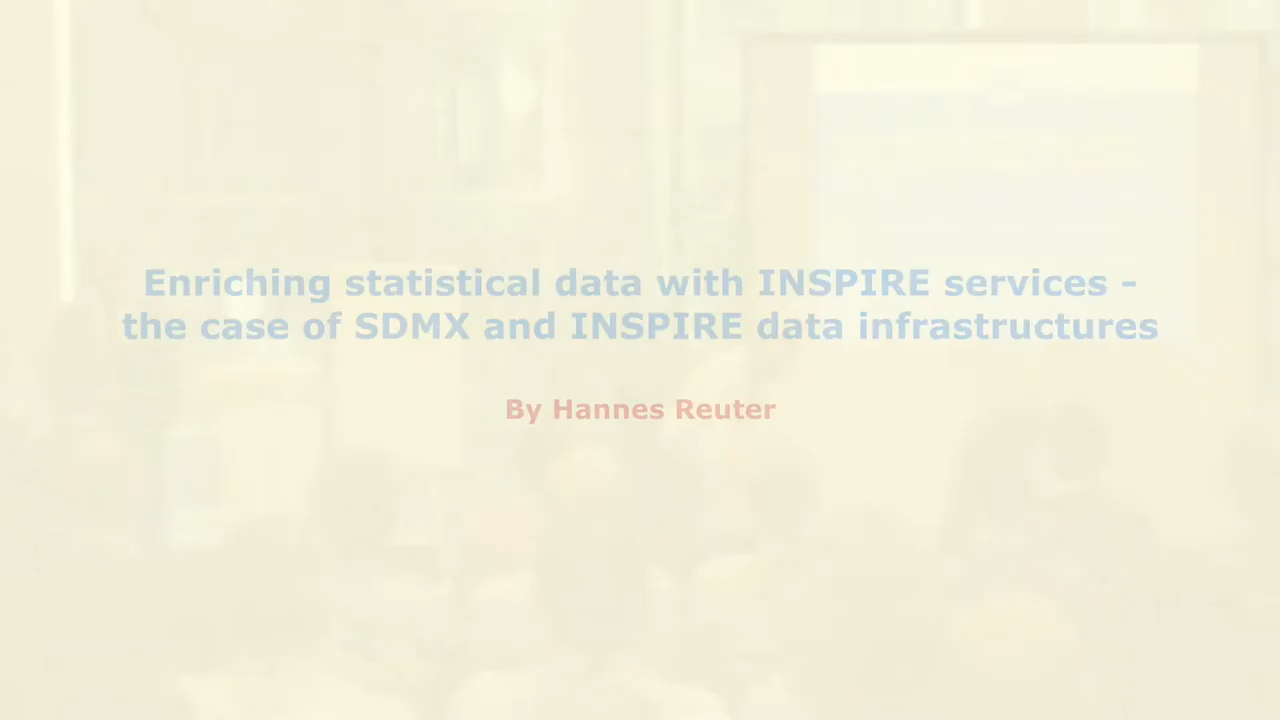 Enriching statistical data with INSPIRE services -
the case of SDMX and INSPIRE data infrastructures
By Hannes Reuter